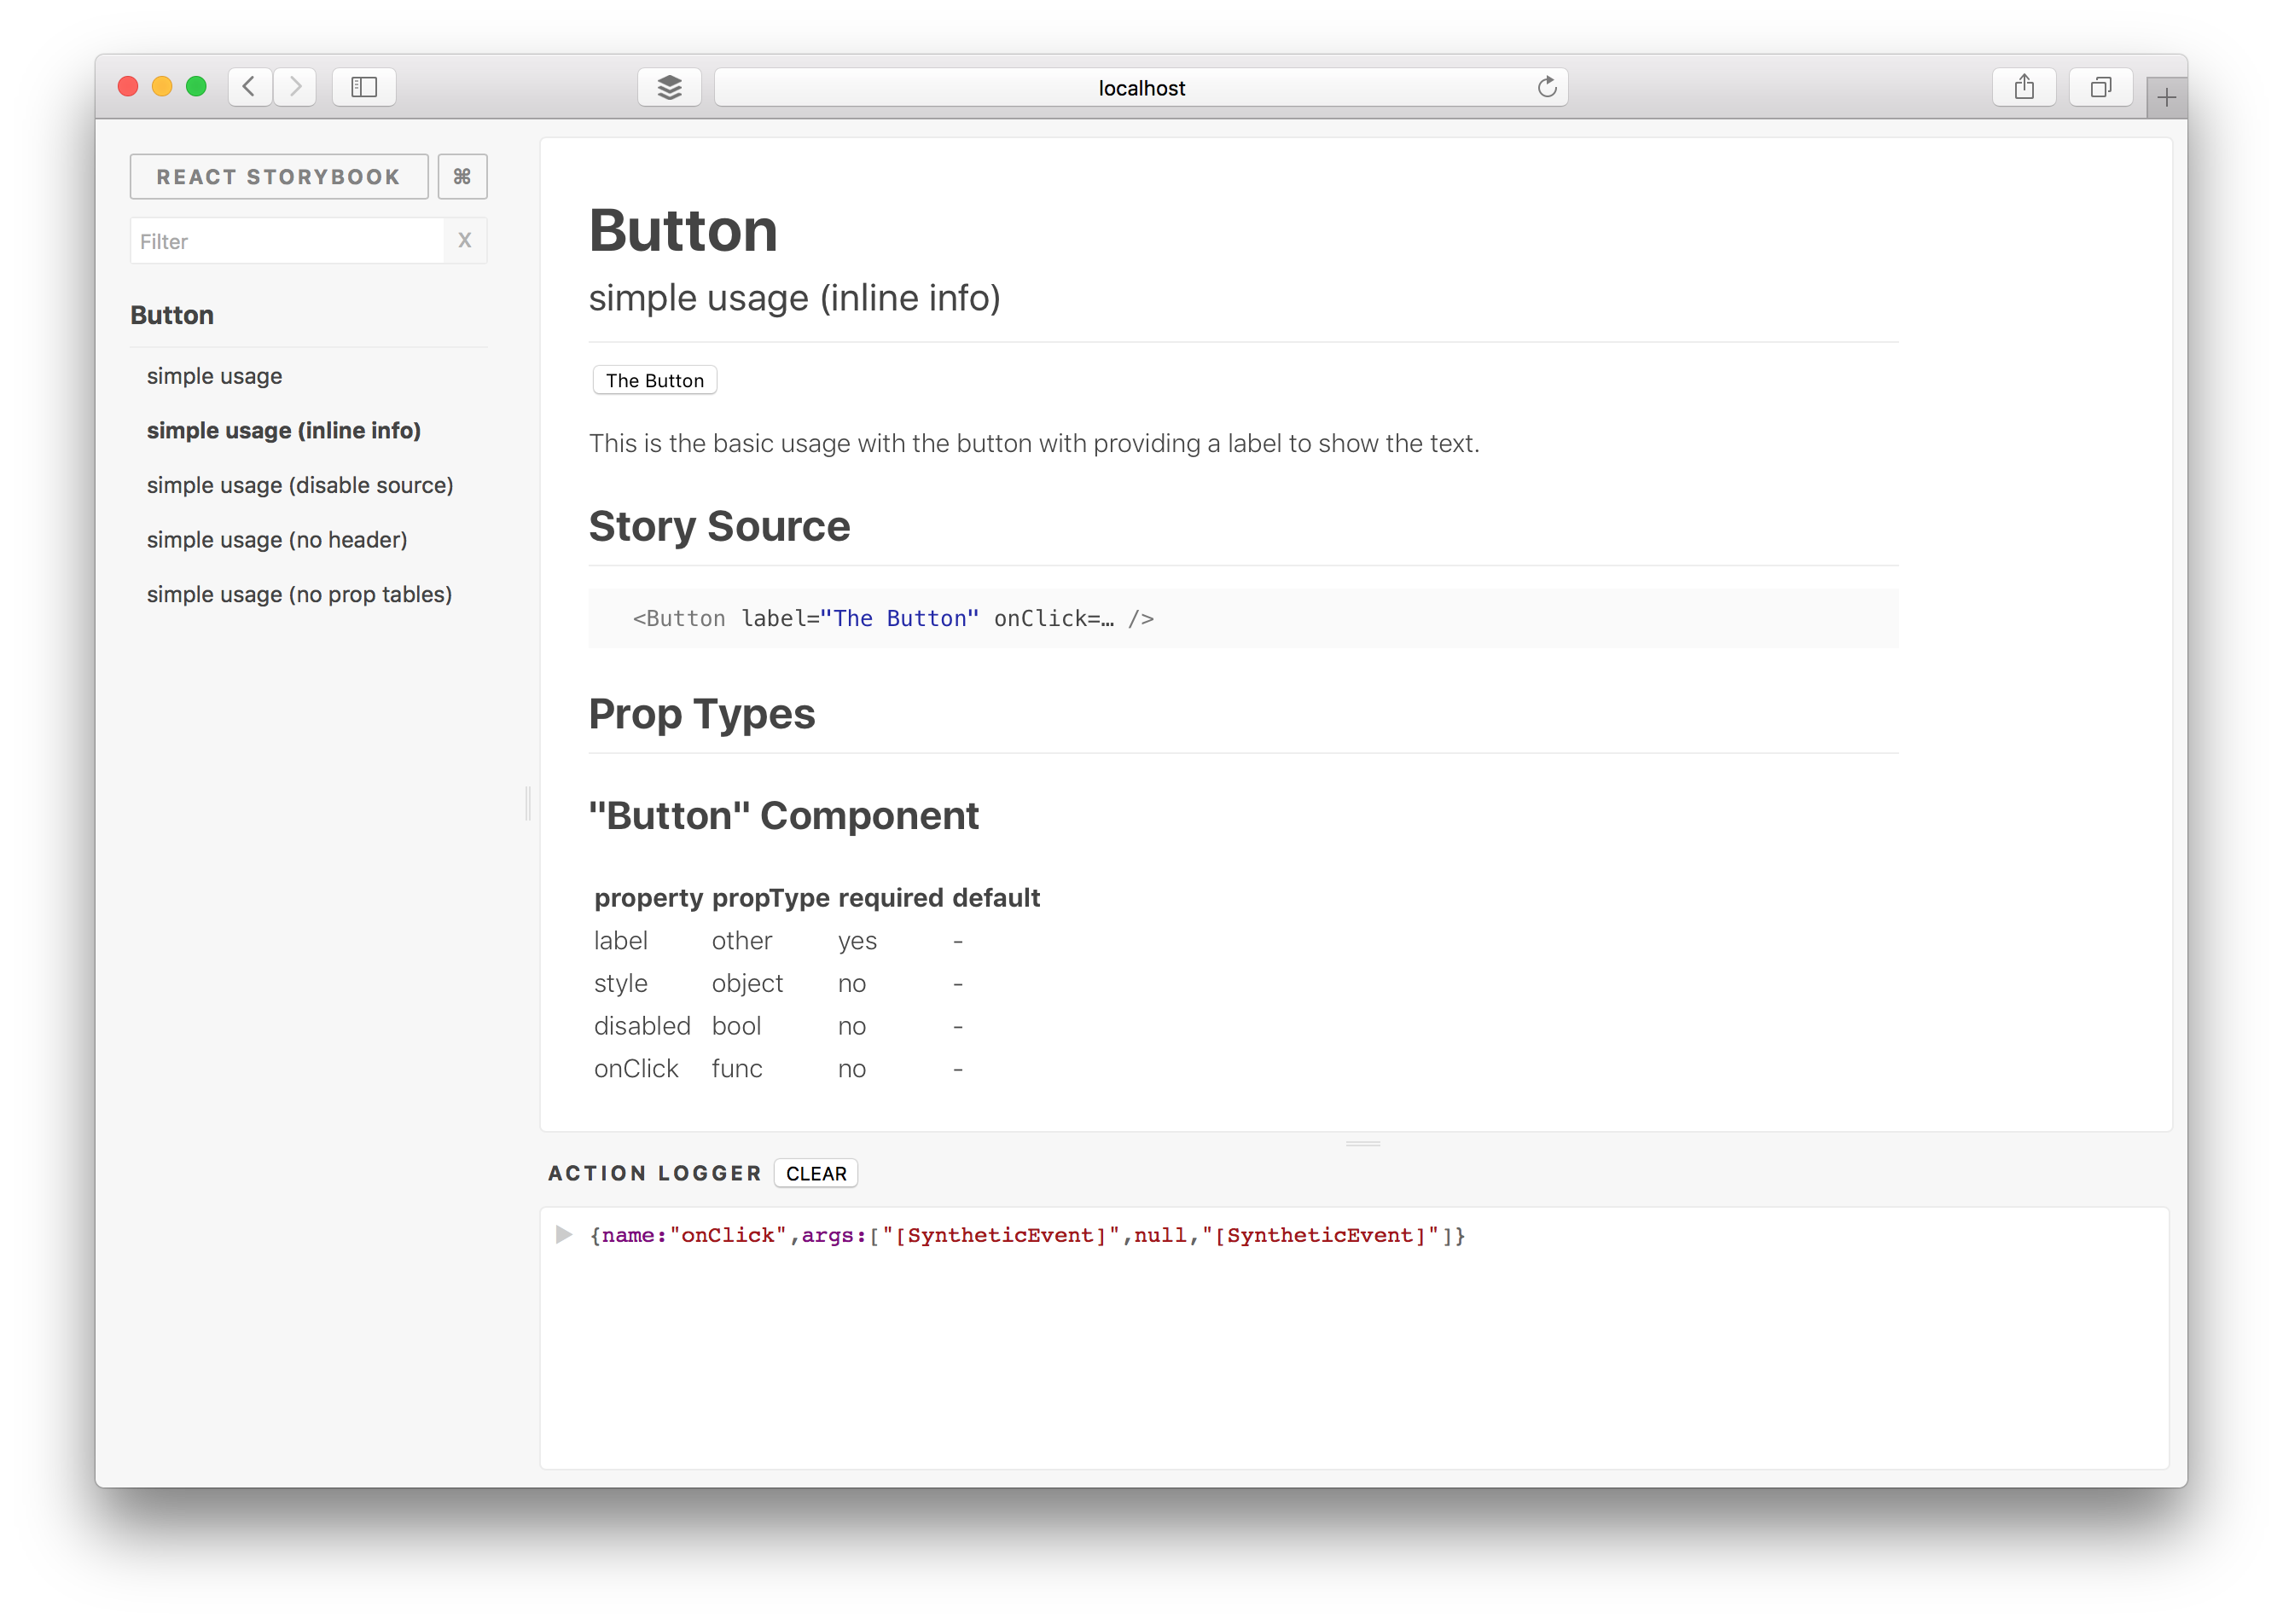 localhost
REACT STORYBOOK ⌘
Filter X
Button
simple usage
simple usage (inline info)
simple usage (disable source)
simple usage (no header)
simple usage (no prop tables)
Button
simple usage (inline info)
The Button
This is the basic usage with the button with providing a label to show the text.
Story Source
<Button label="The Button" onClick=… />
Prop Types
"Button" Component
property propType required default
label other yes -
style object no -
disabled bool no -
onClick func no -
ACTION LOGGER CLEAR
{name:"onClick",args:["[SyntheticEvent]",null,"[SyntheticEvent]"]}